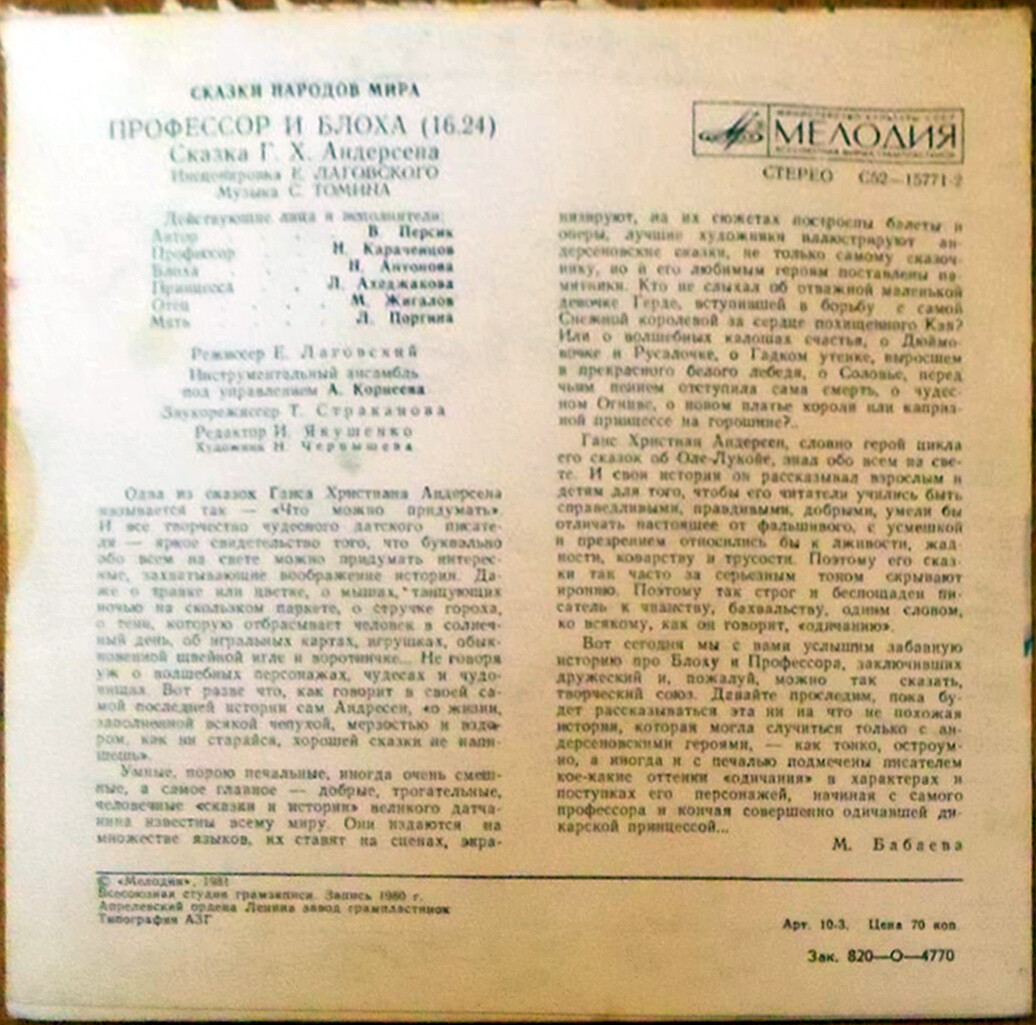 СКАЗКИ НАРОДОВ МИРА
ПРОФЕССОР И БЛОХА (16.24)
Сказка Г. Х. Андерсена
Инсценировка Е. ЛАГОВСКОГО
Музыка С. ТОМИНА
Действующие лица и исполнители:
Автор . . В. Персик
Профессор . Н. Караченцов
Блоха . . . Н. Антонова
Принцесса . . Л. Ахеджакова
Отец . . . М. Жигалов
Мать . . . Л. Портина
Режиссер Е. Лаговский
Инструментальный ансамбль
под управлением А. Корнеева
Звукорежиссер Т. Страканова
Редактор И. Якушенко
Художник Н. Чернышева
Одна из сказок Ганса Христиана Андерсена
называется так — «Что можно придумать».
И все творчество чудесного датского писате-
ля — яркое свидетельство того, что буквально
обо всем на свете можно придумать интерес-
ные, захватывающие воображение истории. Да-
же о травке или цветке, о мышах, танцующих
ночью на скользком паркете, о стручке гороха,
о тени, которую отбрасывает человек в солнеч-
ный день, об игральных картах, игрушках, обык-
новенной швейной игле и воротничке... Не говоря
уж о волшебных персонажах, чудесах и чудо-
вищах. Вот разве что, как говорит в своей са-
мой последней истории сам Андресен, «о жизни,
заполненной всякой чепухой, мерзостью и вздо-
ром, как ни старайся, хорошей сказки не напи-
шешь».
Умные, порою печальные, иногда очень смеш-
ные, а самое главное — добрые, трогательные,
человечные «сказки и истории» великого датча-
нина известны всему миру. Они издаются на
множестве языков, их ставят на сценах, экра-
МИНИСТЕРСТВО КУЛЬТУРЫ СССР
МЕЛОДИЯ
ВСЕСОЮЗНАЯ ФИРМА ГРАМПЛАСТИНОК
СТЕРЕО С52—15771-2
низируют, на их сюжетах построены балеты и
оперы, лучшие художники иллюстрируют ан-
дерсеновские сказки, не только самому сказоч-
нику, но и его любимым героям поставлены па-
мятники. Кто не слыхал об отважной маленькой
девочке Герде, вступившей в борьбу с самой
Снежной королевой за сердце похищенного Кая?
Или о волшебных калошах счастья, о Дюймо-
вочке и Русалочке, о Гадком утенке, выросшем
в прекрасного белого лебедя, о Соловье, перед
чьим пением отступила сама смерть, о чудес-
ном Огниве, о новом платье короля или каприз-
ной принцессе на горошине?..
Ганс Христиан Андерсен, словно герой цикла
его сказок об Оле-Лукойе, знал обо всем на све-
те. И свои истории он рассказывал взрослым и
детям для того, чтобы его читатели учились быть
справедливыми, правдивыми, добрыми, умели бы
отличать настоящее от фальшивого, с усмешкой
и презрением относились бы к лживости, жад-
ности, коварству и трусости. Поэтому его сказ-
ки так часто за серьезным тоном скрывают
иронию. Поэтому так строг и беспощаден пи-
сатель к чванству, бахвальству, одним словом,
ко всякому, как он говорит, «одичанию».
Вот сегодня мы с вами услышим забавную
историю про Блоху и Профессора, заключивших
дружеский и, пожалуй, можно так сказать,
творческий союз. Давайте проследим, пока бу-
дет рассказываться эта ни на что не похожая
история, которая могла случиться только с ан-
дерсеновскими героями, — как тонко, остроум-
но, а иногда и с печалью подмечены писателем
кое-какие оттенки «одичания» в характерах и
поступках его персонажей, начиная с самого
профессора и кончая совершенно одичавшей ди-
карской принцессой...
М. Бабаева
© «Мелодия», 1981
Всесоюзная студия грамзаписи. Запись 1980 г.
Апрелевский ордена Ленина завод грампластинок
Типография АЗГ
Арт. 10-3. Цена 70 коп.
Зак. 820—О—4770